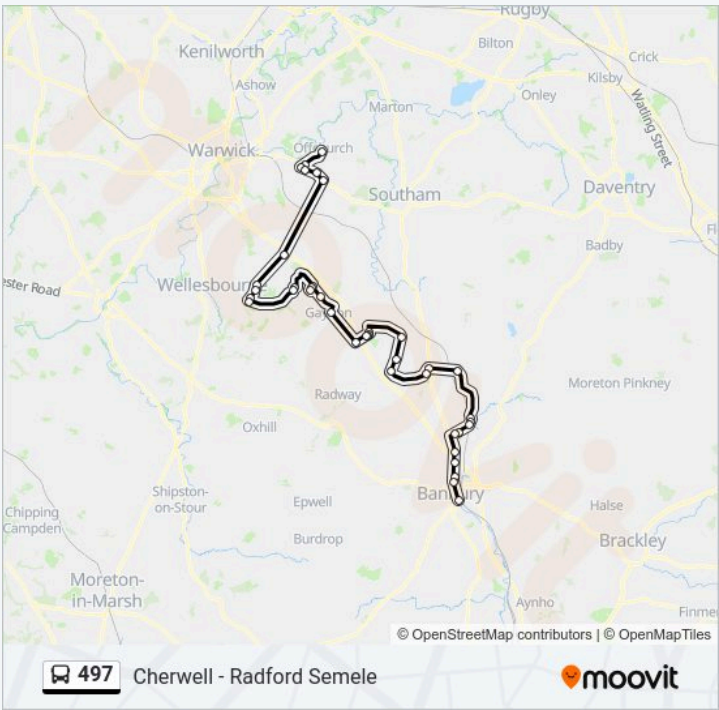 Rugby
Kenilworth
Bilton
Crick
Kilsby
Ashow
Onley
Marton
Watling Street
Warwick
Offchurch
Southam
Daventry
Fl
Badby
ester Road
Wellesbourne
Gaydon
Moreton Pinkney
Radway
Oxhill
Shipston-
on-Stour
Banbury
Epwell
Halse
Chipping
Campden
Burdrop
Brackley
Moreton-
in-Marsh
Aynho
Finme
© OpenStreetMap contributors | © OpenMapTiles
497 Cherwell - Radford Semele moovit